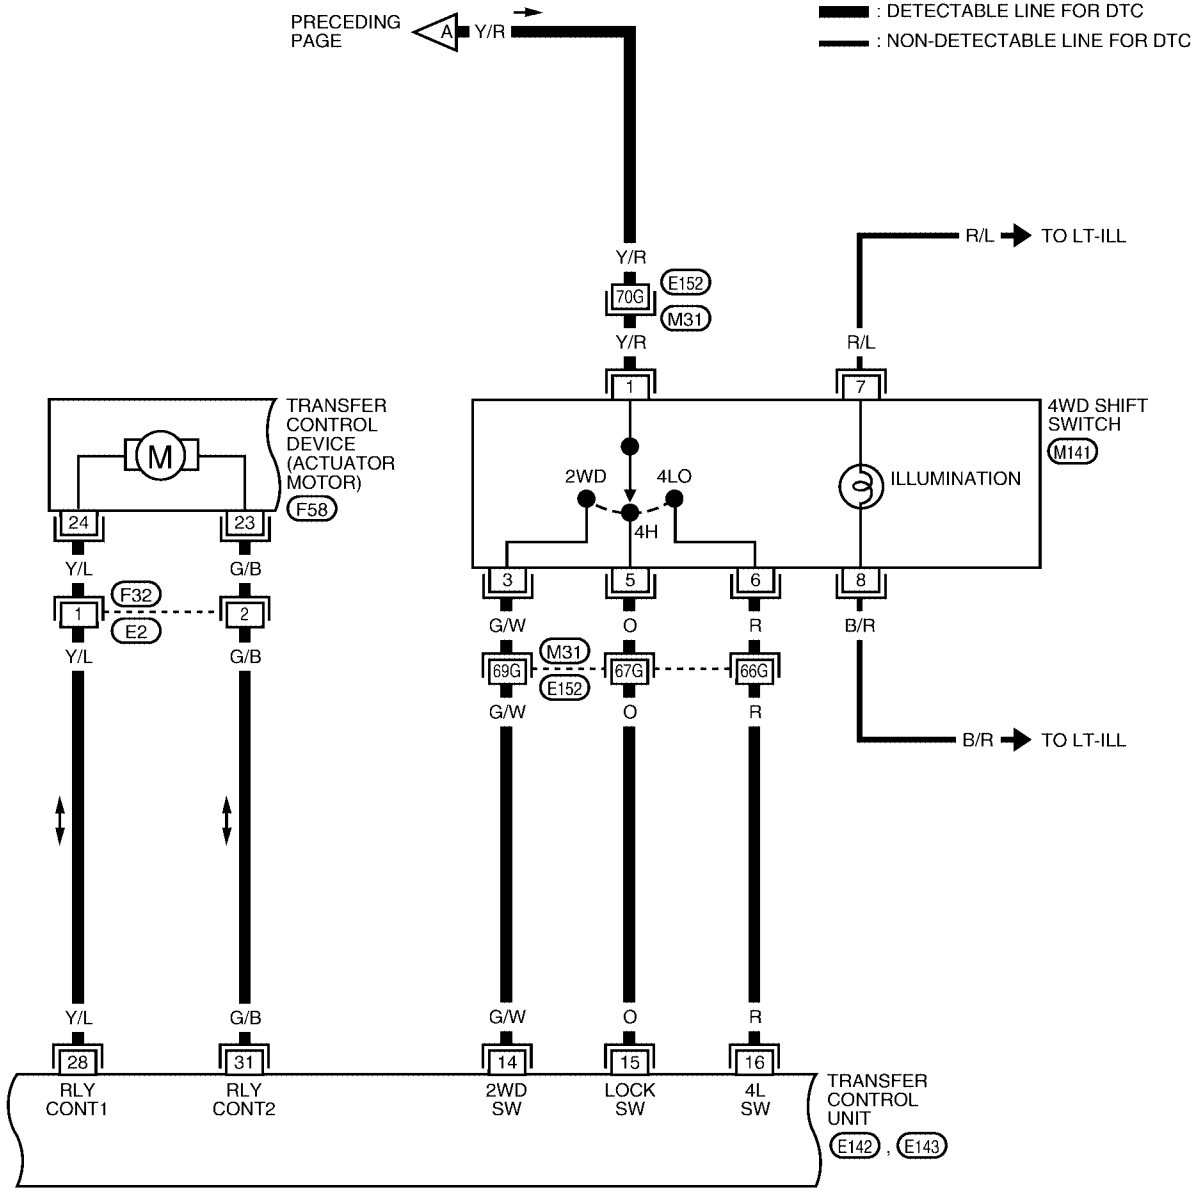 PRECEDING
PAGE
A
Y/R
: DETECTABLE LINE FOR DTC
: NON-DETECTABLE LINE FOR DTC
Y/R
70G
E152
M31
Y/R
R/L
TO LT-ILL
R/L
1
7
TRANSFER
CONTROL
DEVICE
(ACTUATOR
MOTOR)
F58
M
4WD SHIFT
SWITCH
M141
2WD
4LO
4H
ILLUMINATION
24
23
3
5
6
8
Y/L
G/B
G/W
O
R
B/R
1
F32
E2
2
69G
M31
E152
67G
66G
Y/L
G/B
G/W
O
R
B/R
TO LT-ILL
Y/L
G/B
G/W
O
R
28
31
14
15
16
RLY
CONT1
RLY
CONT2
2WD
SW
LOCK
SW
4L
SW
TRANSFER
CONTROL
UNIT
E142 , E143